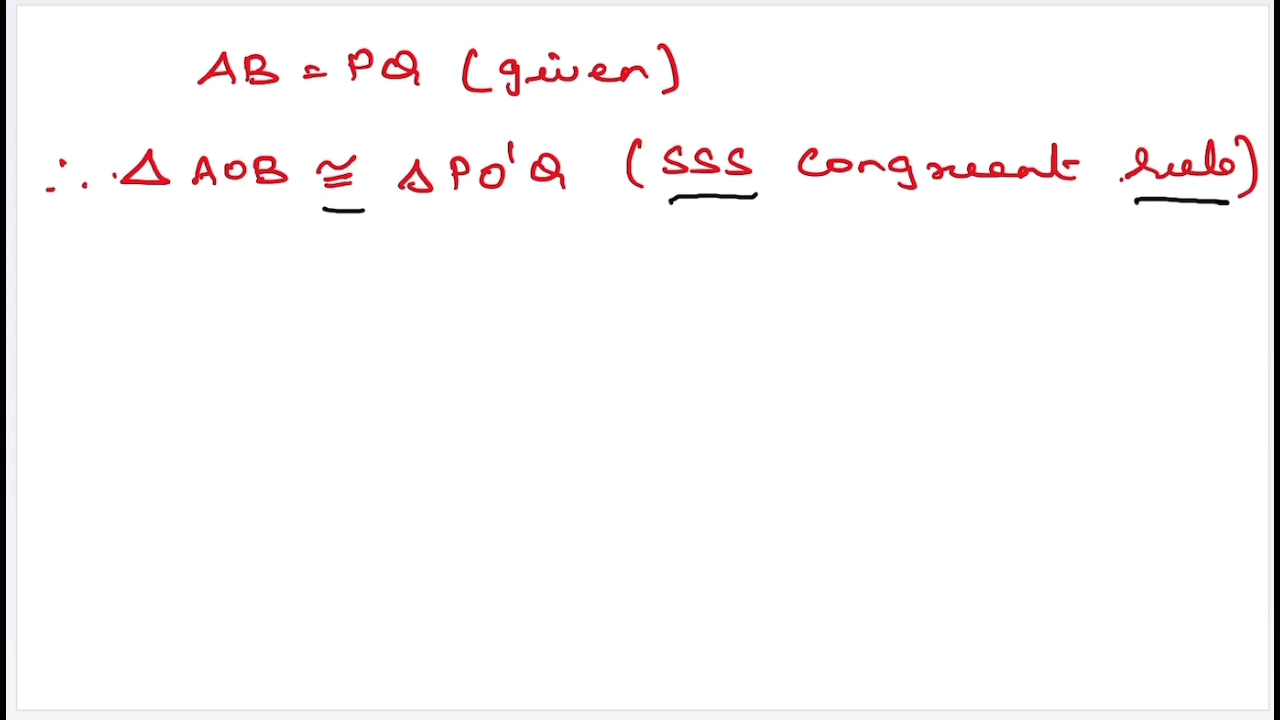 AB = PQ (given)
∴ Δ AOB ≅ Δ PO'Q (SSS congruent rule)